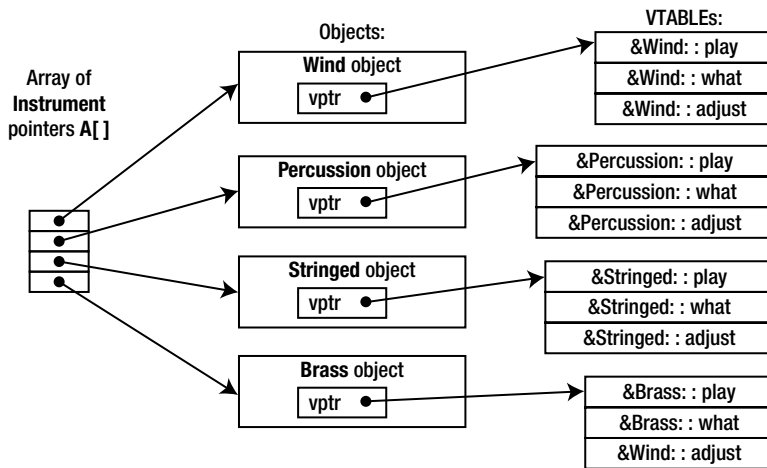 Array of
Instrument
pointers A[ ]
Objects:
Wind object
vptr
Percussion object
vptr
Stringed object
vptr
Brass object
vptr
VTABLEs:
&Wind: : play
&Wind: : what
&Wind: : adjust
&Percussion: : play
&Percussion: : what
&Percussion: : adjust
&Stringed: : play
&Stringed: : what
&Stringed: : adjust
&Brass: : play
&Brass: : what
&Wind: : adjust